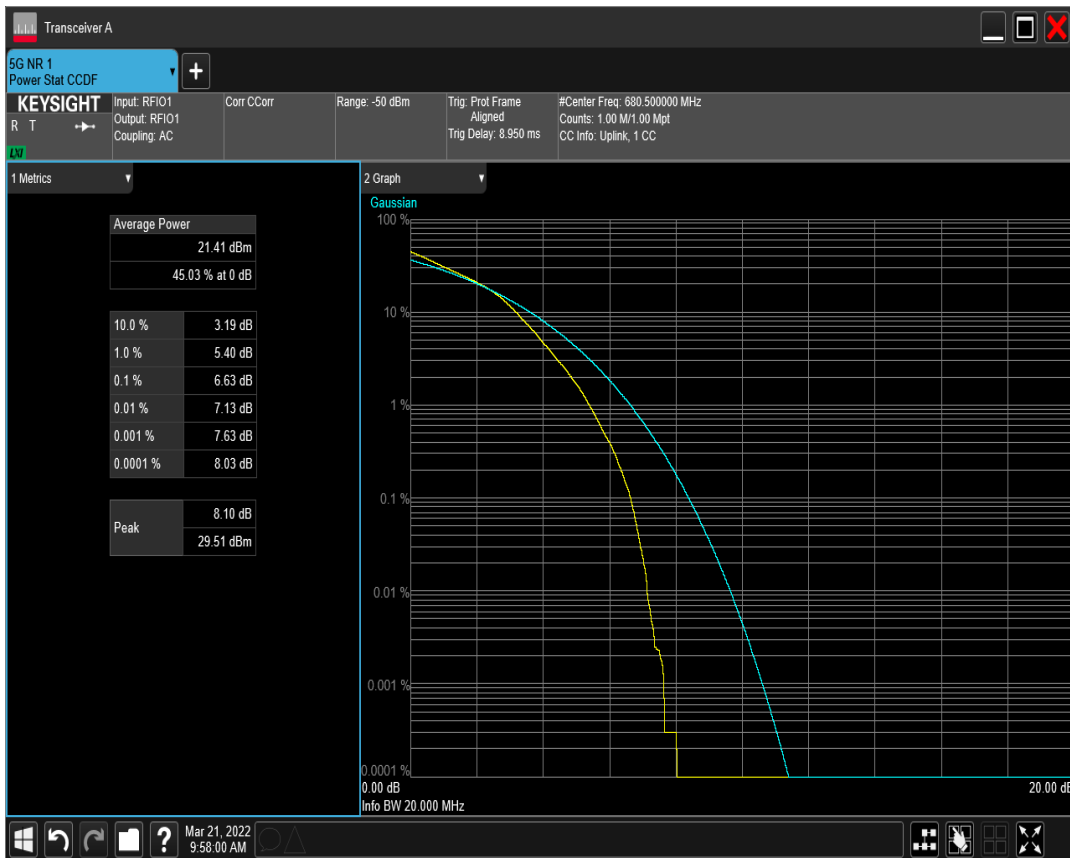 Transceiver A
5G NR 1
Power Stat CCDF
KEYSIGHT
R T
LXI
Input: RFIO1
Output: RFIO1
Coupling: AC
Corr CCorr
Range: -50 dBm
Trig: Prot Frame
Aligned
Trig Delay: 8.950 ms
#Center Freq: 680.500000 MHz
Counts: 1.00 M/1.00 Mpt
CC Info: Uplink, 1 CC
1 Metrics
Average Power
21.41 dBm
45.03 % at 0 dB
10.0 % 3.19 dB
1.0 % 5.40 dB
0.1 % 6.63 dB
0.01 % 7.13 dB
0.001 % 7.63 dB
0.0001 % 8.03 dB
Peak
8.10 dB
29.51 dBm
2 Graph
Gaussian
100 %
10 %
1 %
0.1 %
0.01 %
0.001 %
0.0001 %
0.00 dB 20.00 dB
Info BW 20.000 MHz
?
Mar 21, 2022
9:58:00 AM